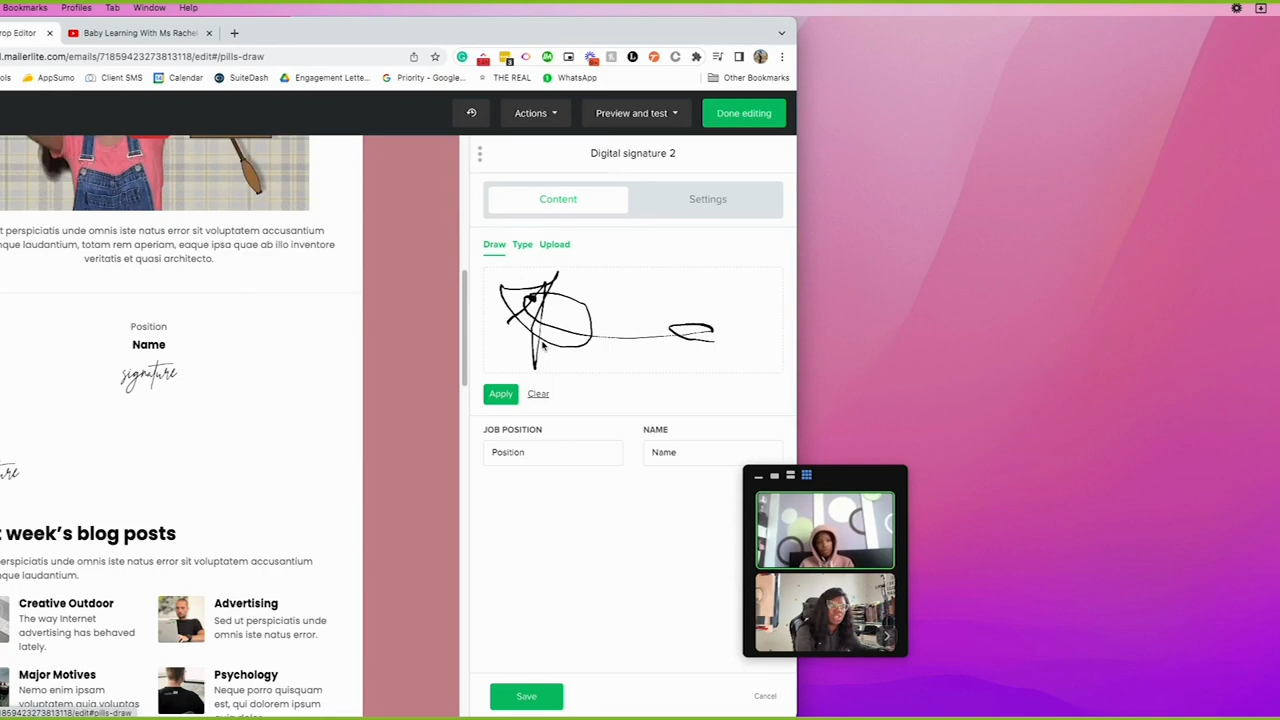 Bookmarks Profiles Tab Window Help
rop Editor Baby Learning With Ms Rachel
l.mailerlite.com/emails/71859423273813118/edit#/pills-draw
ols AppSumo Client SMS Calendar SuiteDash Engagement Lette... Priority - Google... THE REAL WhatsApp Other Bookmarks
Actions Preview and test Done editing
Digital signature 2
Content Settings
Draw Type Upload
Apply Clear
JOB POSITION NAME
Position Name
Save Cancel
t perspiciatis unde omnis iste natus error sit voluptatem accusantium
nque laudantium, totam rem aperiam, eaque ipsa quae ab illo inventore
veritatis et quasi architecto.
Position
Name
signature
t week's blog posts
perspiciatis unde omnis iste natus error sit voluptatem accusantium
laudantium.
Creative Outdoor
The way Internet
advertising has behaved
lately.
Advertising
Sed ut perspiciatis unde
omnis iste natus error.
Major Motives
Nemo enim ipsam
Psychology
Neque porro quisquam
est, qui dolorem ipsum